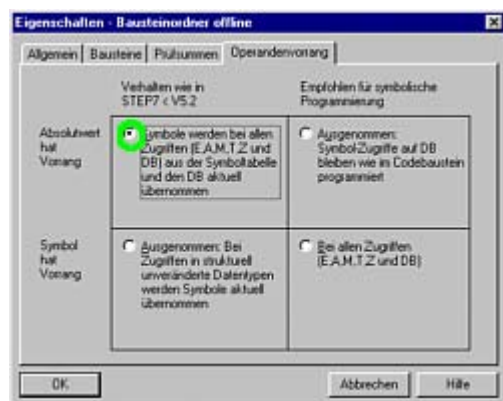 Eigenschaften - Bausteinordner offline
Allgemein
Bausteine
Prüfsummen
Operandenvorrang
Verhalten wie in
STEP7 < V5.2
Empfohlen für symbolische
Programmierung
Absolutwert
hat
Vorrang
Symbole werden bei allen
Zugriffen (E,A,M,T,Z und
DB) aus der Symboltabelle
und den DB aktuell
übernommen
Ausgenommen:
Symbol-Zugriffe auf DB
bleiben wie im Codebaustein
programmiert
Symbol
hat
Vorrang
Ausgenommen: Bei
Zugriffen in strukturell
unveränderte Datentypen
werden Symbole aktuell
übernommen
Bei allen Zugriffen
(E,A,M,T,Z und DB)
OK
Abbrechen
Hilfe